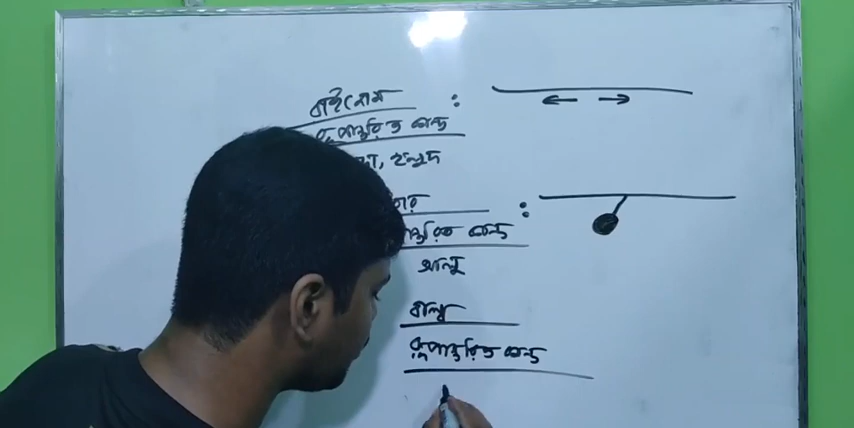 রাইজোম :
রূপান্তরিত কান্ড
, হলুদ
:
রিত কান্ড
আলু
বাল্ব
রূপান্তরিত কান্ড